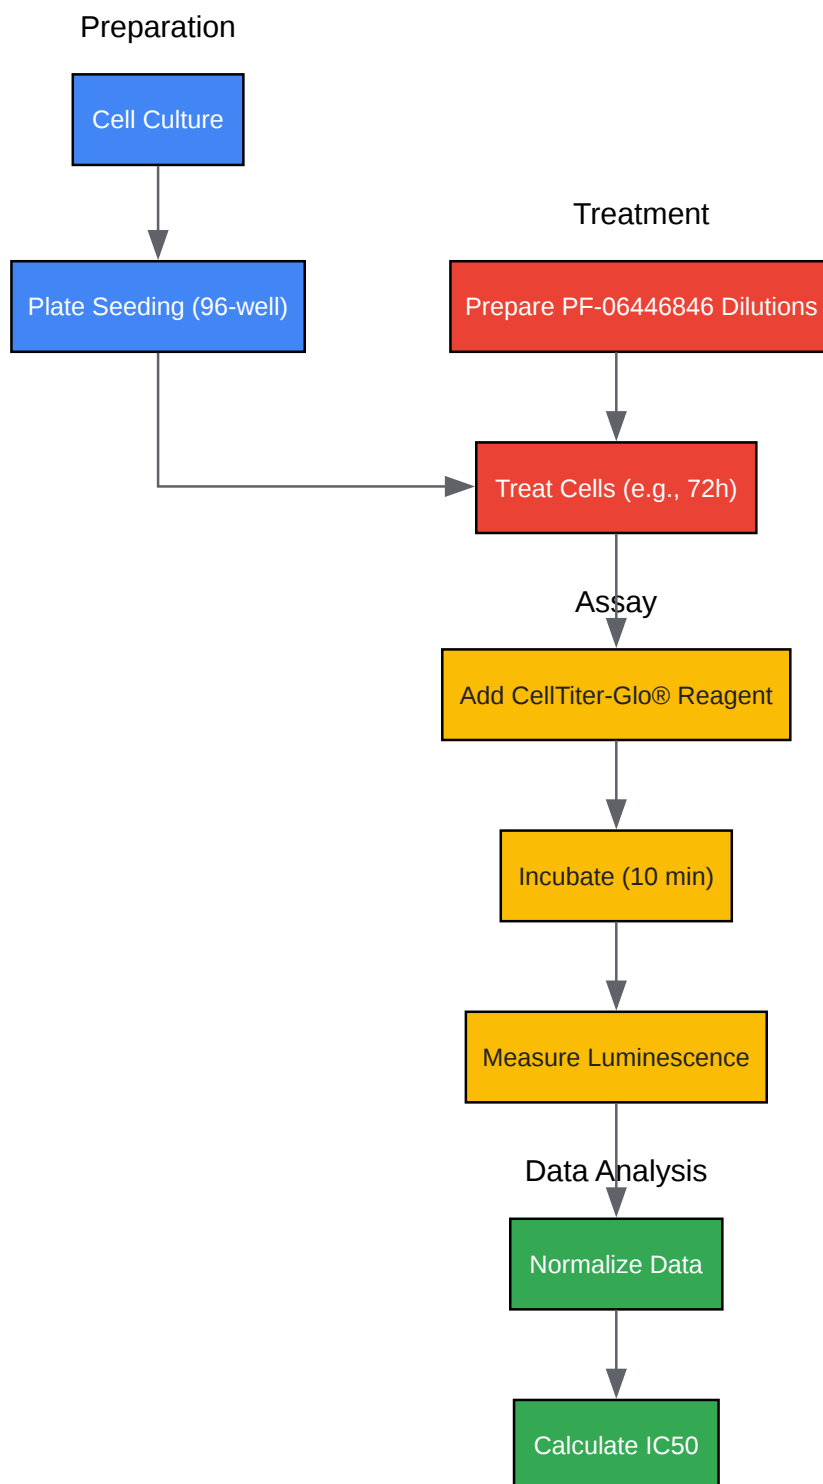 Preparation
Cell Culture
Treatment
Plate Seeding (96-well)
Prepare PF-06446846 Dilutions
Treat Cells (e.g., 72h)
Assay
Add CellTiter-Glo® Reagent
Incubate (10 min)
Measure Luminescence
Data Analysis
Normalize Data
Calculate IC50